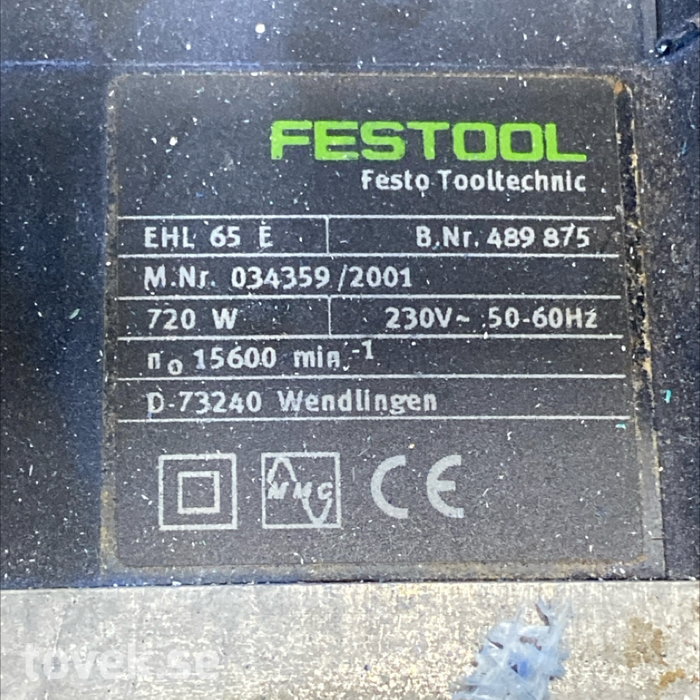 FESTOOL
Festo Tooltechnic
EHL 65 E B.Nr. 489 875
M.Nr. 034359 /2001
720 W 230V~ 50-60Hz
n₀ 15600 min.⁻¹
D-73240 Wendlingen
MMC CE
tovek.se